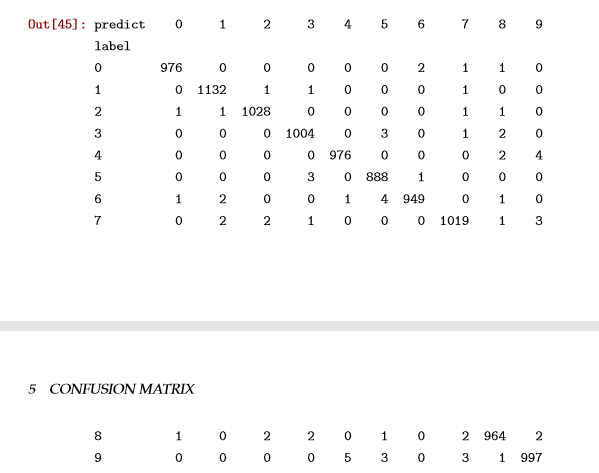 Out[45]: predict 0 1 2 3 4 5 6 7 8 9
label
0 976 0 0 0 0 0 2 1 1 0
1 0 1132 1 1 0 0 0 1 0 0
2 1 1 1028 0 0 0 0 1 1 0
3 0 0 0 1004 0 3 0 1 2 0
4 0 0 0 0 976 0 0 0 2 4
5 0 0 0 3 0 888 1 0 0 0
6 1 2 0 0 1 4 949 0 1 0
7 0 2 2 1 0 0 0 1019 1 3
5 CONFUSION MATRIX
8 1 0 2 2 0 1 0 2 964 2
9 0 0 0 0 5 3 0 3 1 997